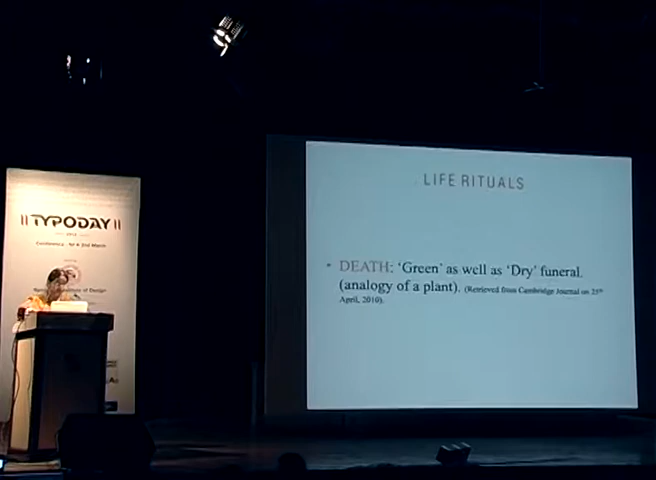 TYPODAY
LIFE RITUALS
• DEATH: ‘Green’ as well as ‘Dry’ funeral.
(analogy of a plant). (Retrieved from Cambridge Journal on 25th
April, 2010).